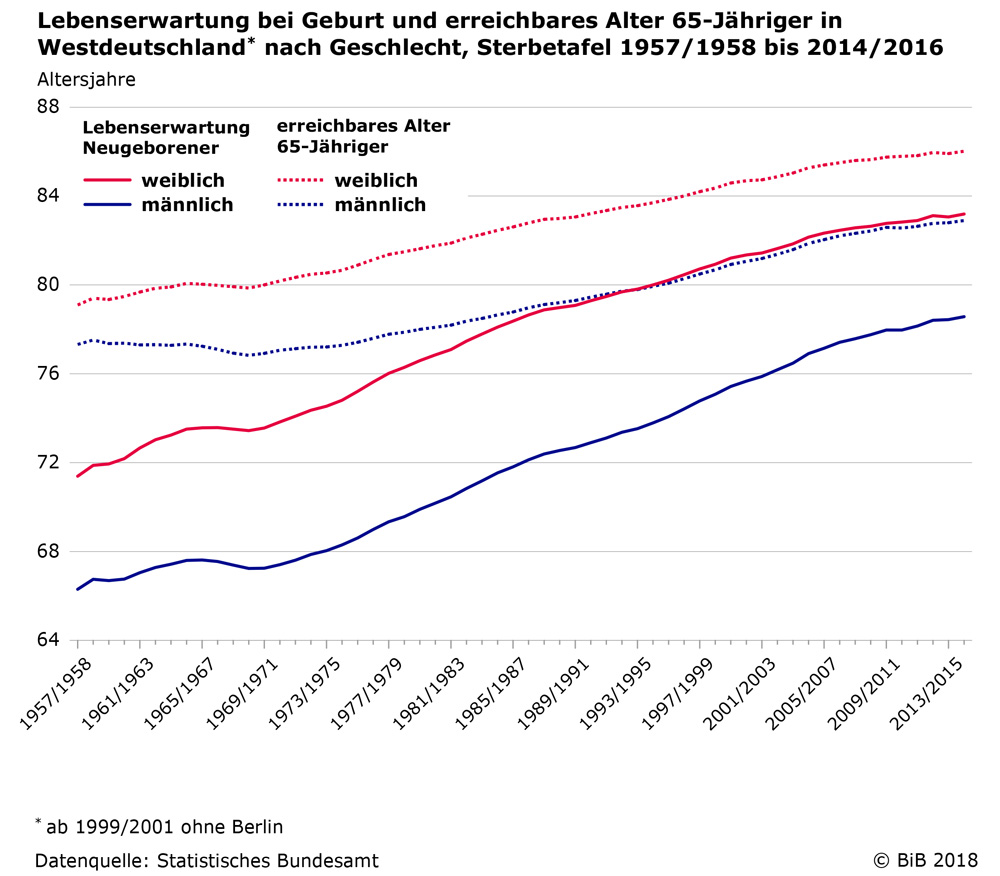 Lebenserwartung bei Geburt und erreichbares Alter 65-Jähriger in
Westdeutschland* nach Geschlecht, Sterbetafel 1957/1958 bis 2014/2016
Altersjahre
88
84
80
76
72
68
64
Lebenserwartung
Neugeborener
weiblich
männlich
erreichbares Alter
65-Jähriger
weiblich
männlich
1957/1958
1961/1963
1965/1967
1969/1971
1973/1975
1977/1979
1981/1983
1985/1987
1989/1991
1993/1995
1997/1999
2001/2003
2005/2007
2009/2011
2013/2015
* ab 1999/2001 ohne Berlin
Datenquelle: Statistisches Bundesamt
© BiB 2018